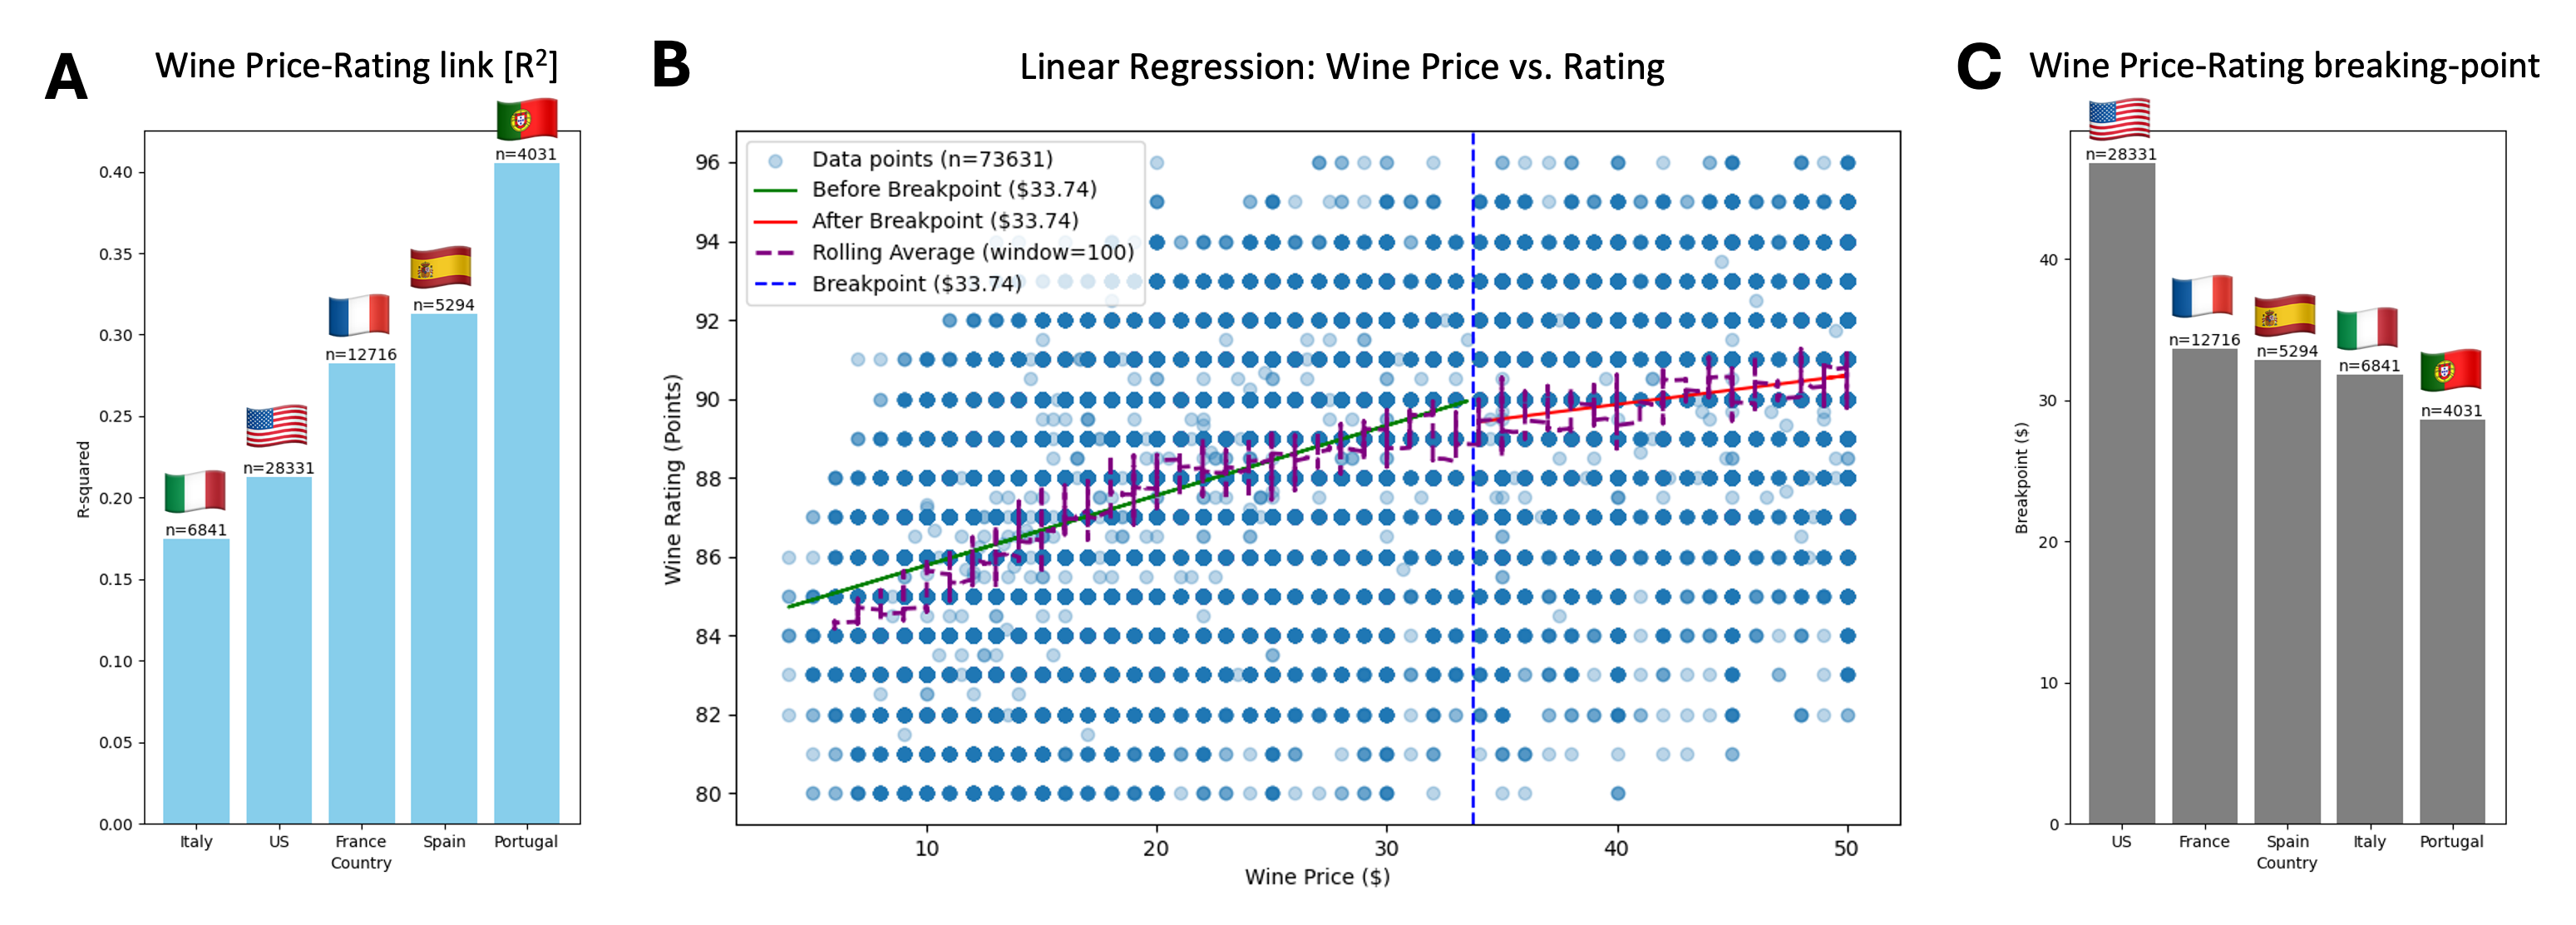 A
Wine Price-Rating link [R²]
R-squared
0.40
0.35
0.30
0.25
0.20
0.15
0.10
0.05
0.00
n=6841
n=28331
n=12716
n=5294
n=4031
Italy
US
France
Spain
Portugal
Country
B
Linear Regression: Wine Price vs. Rating
Data points (n=73631)
Before Breakpoint ($33.74)
After Breakpoint ($33.74)
Rolling Average (window=100)
Breakpoint ($33.74)
Wine Rating (Points)
96
94
92
90
88
86
84
82
80
10
20
30
40
50
Wine Price ($)
C
Wine Price-Rating breaking-point
Breakpoint ($)
40
30
20
10
0
n=28331
n=12716
n=5294
n=6841
n=4031
US
France
Spain
Italy
Portugal
Country